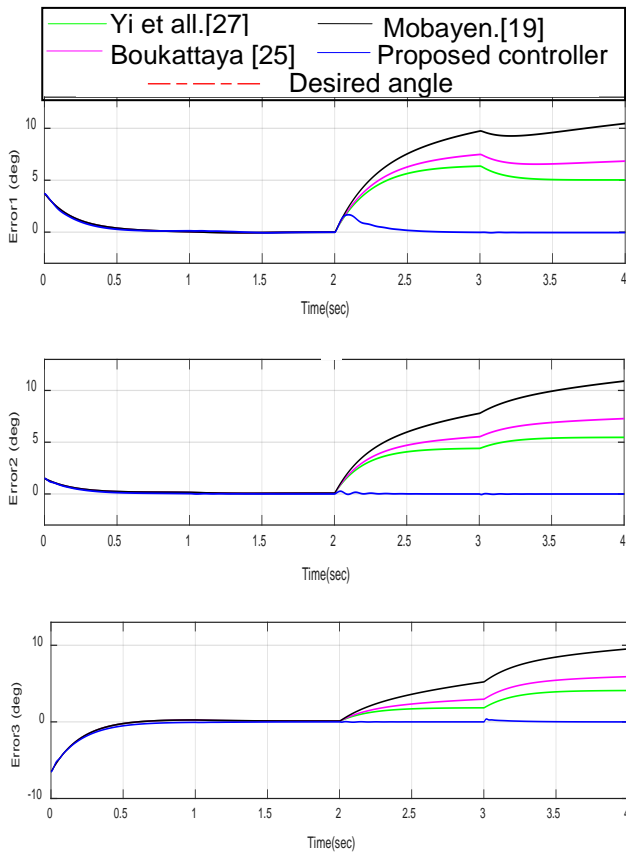 Yi et all.[27]
Mobayen.[19]
Boukattaya [25]
Proposed controller
Desired angle
Error1 (deg)
10
5
0
0 0.5 1 1.5 2 2.5 3 3.5 4
Time(sec)
Error2 (deg)
10
5
0
0 0.5 1 1.5 2 2.5 3 3.5 4
Time(sec)
Error3 (deg)
10
0
-10
0 0.5 1 1.5 2 2.5 3 3.5 4
Time(sec)